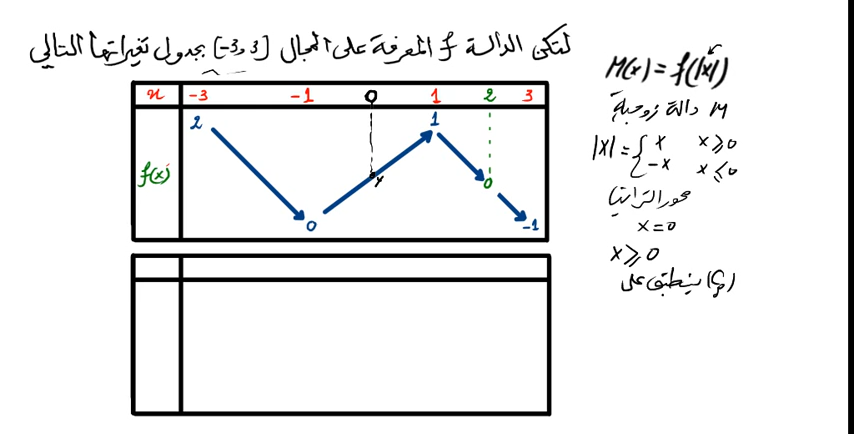 لتكن الدالة f المعرفة على المجال [-3,3] بجدول تغيراتها التالي
x -3 -1 0 1 2 3
f(x) 2 0 y 1 0 -1
M(x) = f(|x|)
M دالة زوجية
|x| = { x x ≥ 0
-x x ≤ 0
محور التراتيب
x = 0
x ≥ 0
ينطبق على